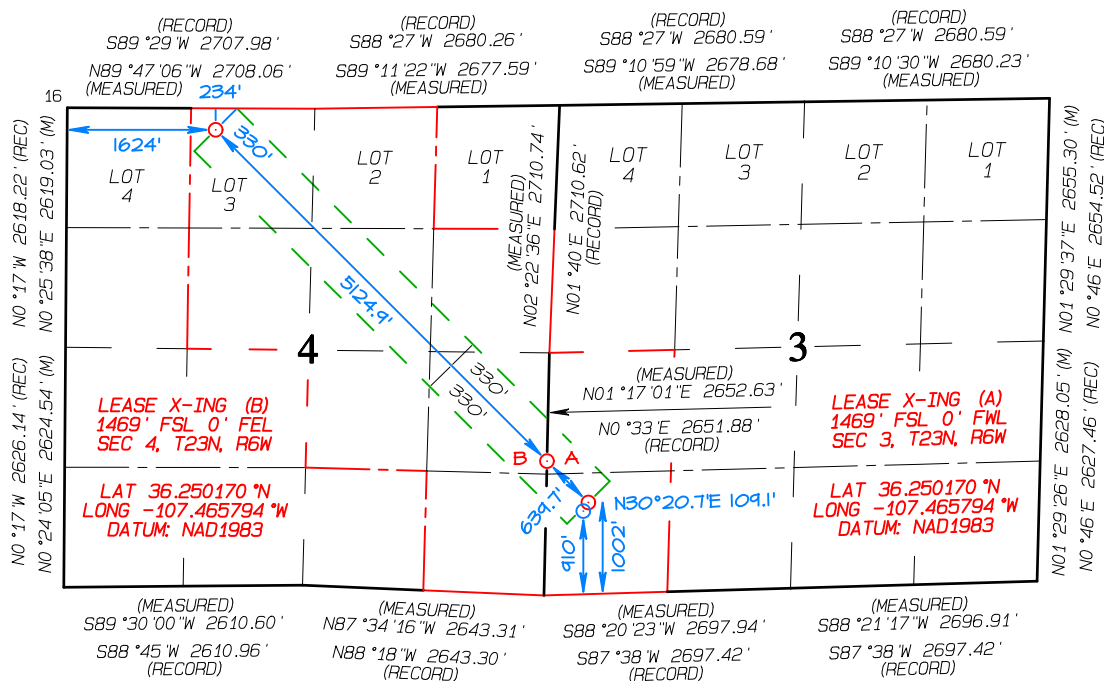 (RECORD)
S89°29'W 2707.98'
N89°47'06"W 2708.06'
(MEASURED)
(RECORD)
S88°27'W 2680.26'
S89°11'22"W 2677.59'
(MEASURED)
(RECORD)
S88°27'W 2680.59'
S89°10'59"W 2678.68'
(MEASURED)
(RECORD)
S88°27'W 2680.59'
S89°10'30"W 2680.23'
(MEASURED)
16
234'
1624'
330'
LOT
4
LOT
3
LOT
2
LOT
1
LOT
4
LOT
3
LOT
2
LOT
1
N0°17'W 2618.22' (REC)
N0°25'38"E 2619.03' (M)
(MEASURED)
N02°22'36"E 2710.74'
N01°40'E 2710.62'
(RECORD)
N01°29'37"E 2655.30' (M)
N0°46'E 2654.52' (REC)
5124.9'
4
3
330'
330'
(MEASURED)
N01°17'01"E 2652.63
N0°33'E 2651.88'
(RECORD)
N0°17'W 2626.14' (REC)
N0°24'05"E 2624.54' (M)
LEASE X-ING (B)
1469' FSL 0' FEL
SEC 4, T23N, R6W
LAT 36.250170°N
LONG -107.465794°W
DATUM: NAD1983
B
A
639.7'
N30°20.7'E 109.1'
910'
1002'
LEASE X-ING (A)
1469' FSL 0' FWL
SEC 3, T23N, R6W
LAT 36.250170°N
LONG -107.465794°W
DATUM: NAD1983
N01°29'26"E 2628.05' (M)
N0°46'E 2627.46' (REC)
(MEASURED)
S89°30'00"W 2610.60'
S88°45'W 2610.96'
(RECORD)
(MEASURED)
N87°34'16"W 2643.31'
N88°18'W 2643.30'
(RECORD)
(MEASURED)
S88°20'23"W 2697.94'
S87°38'W 2697.42'
(RECORD)
(MEASURED)
S88°21'17"W 2696.91'
S87°38'W 2697.42'
(RECORD)